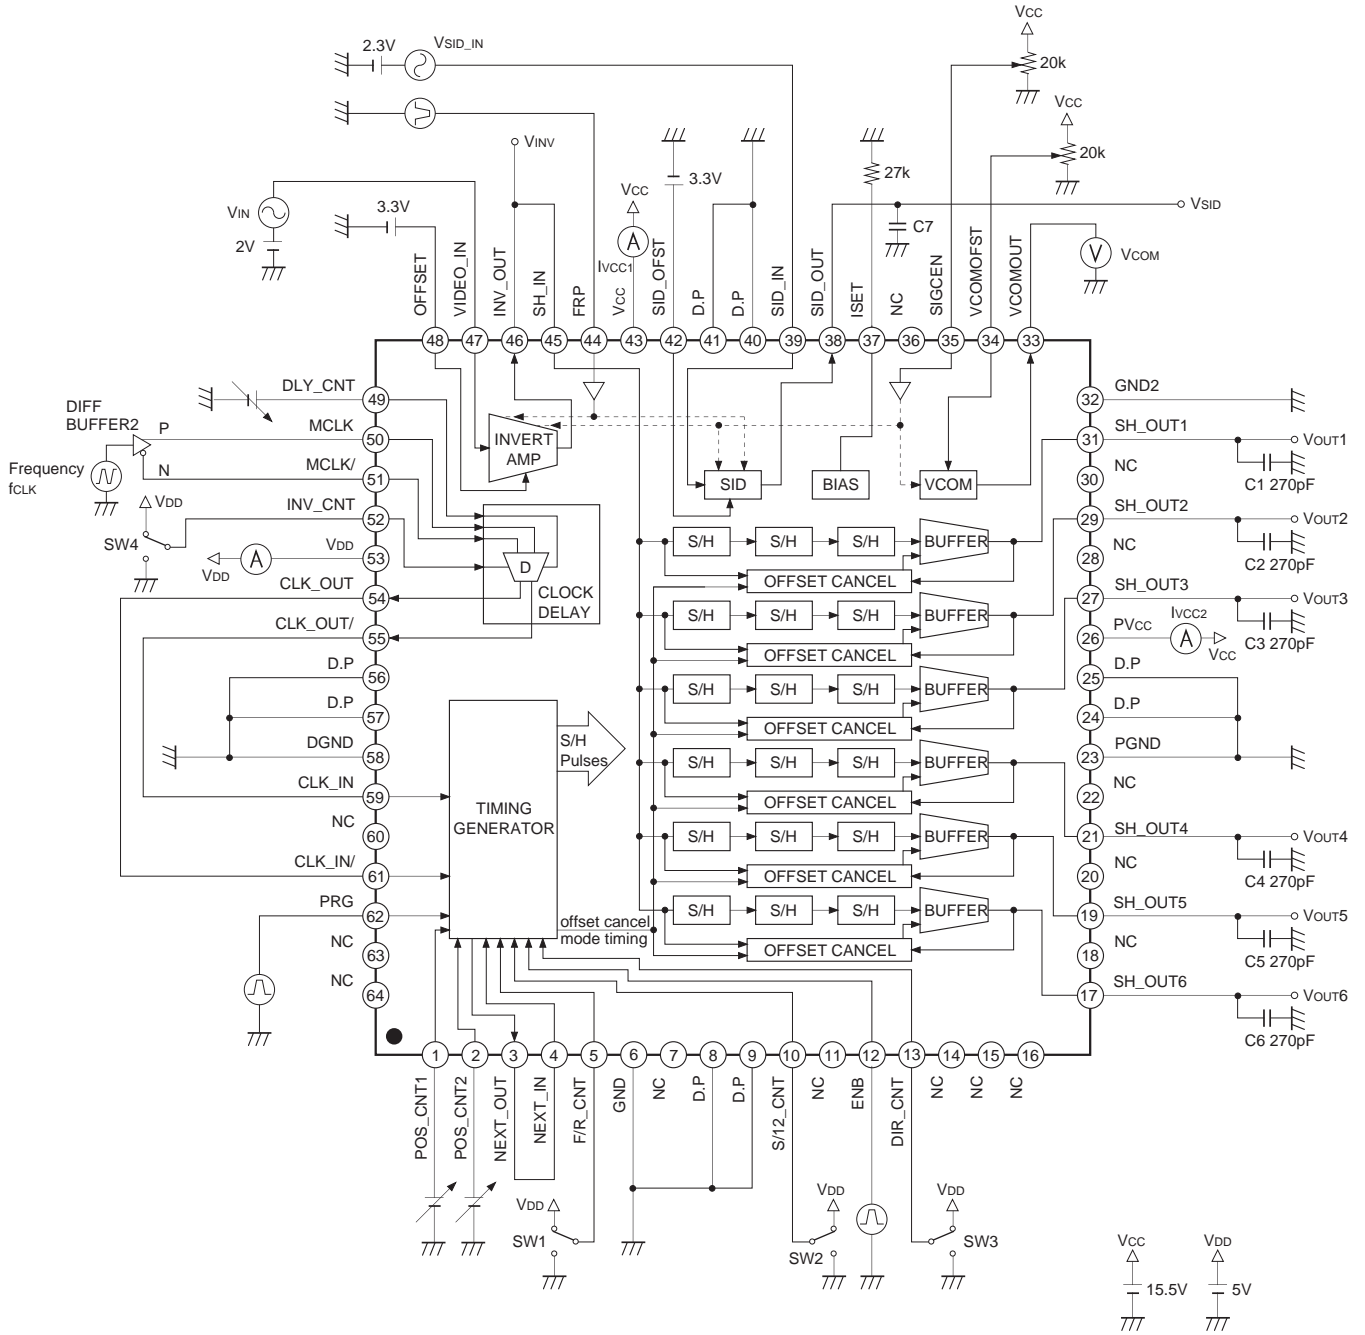 VCC
2.3V
VSID_IN
20k
VCC
20k
VINV
3.3V
27k
VCC
A
IVCC1
C7
VSID
V
VCOM
VIN
2V
3.3V
OFFSET
VIDEO_IN
INV_OUT
SH_IN
FRP
VCC
SID_OFST
D.P
D.P
SID_IN
SID_OUT
ISET
NC
SIGCEN
VCOMOFST
VCOMOUT
48
47
46
45
44
43
42
41
40
39
38
37
36
35
34
33
DLY_CNT
49
DIFF
BUFFER2
P
MCLK
50
N
MCLK/
51
Frequency
fCLK
VDD
SW4
INV_CNT
52
VDD
A
VDD
53
CLK_OUT
54
CLK_OUT/
55
D.P
56
D.P
57
DGND
58
CLK_IN
59
NC
60
CLK_IN/
61
PRG
62
NC
63
NC
64
INVERT
AMP
SID
BIAS
VCOM
D
CLOCK
DELAY
TIMING
GENERATOR
S/H
Pulses
offset cancel
mode timing
S/H
S/H
S/H
BUFFER
OFFSET CANCEL
S/H
S/H
S/H
BUFFER
OFFSET CANCEL
S/H
S/H
S/H
BUFFER
OFFSET CANCEL
S/H
S/H
S/H
BUFFER
OFFSET CANCEL
S/H
S/H
S/H
BUFFER
OFFSET CANCEL
S/H
S/H
S/H
BUFFER
OFFSET CANCEL
32
GND2
31
SH_OUT1
VOUT1
C1 270pF
30
NC
29
SH_OUT2
VOUT2
C2 270pF
28
NC
27
SH_OUT3
VOUT3
C3 270pF
26
PVCC
IVCC2
A
VCC
25
D.P
24
D.P
23
PGND
22
NC
21
SH_OUT4
VOUT4
C4 270pF
20
NC
19
SH_OUT5
VOUT5
C5 270pF
18
NC
17
SH_OUT6
VOUT6
C6 270pF
1
2
3
4
5
6
7
8
9
10
11
12
13
14
15
16
POS_CNT1
POS_CNT2
NEXT_OUT
NEXT_IN
F/R_CNT
GND
NC
D.P
D.P
S/12_CNT
NC
ENB
DIR_CNT
NC
NC
NC
VDD
SW1
VDD
SW2
VDD
SW3
VCC
15.5V
VDD
5V